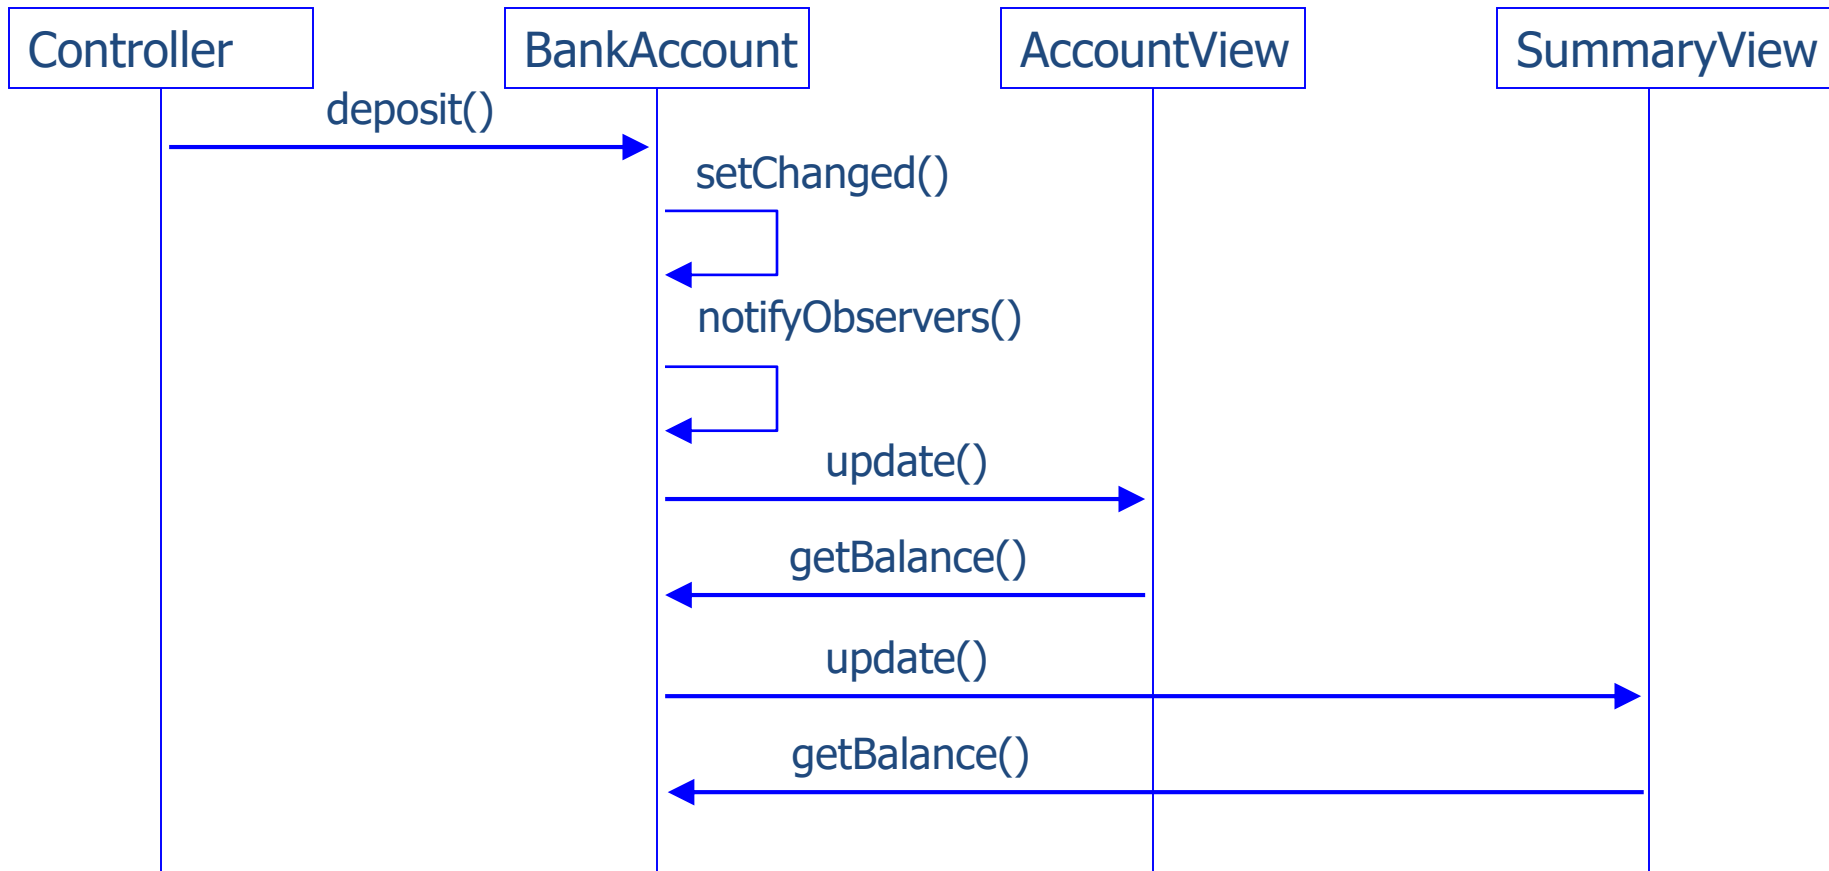 Controller
BankAccount
AccountView
SummaryView
deposit()
setChanged()
notifyObservers()
update()
getBalance()
update()
getBalance()